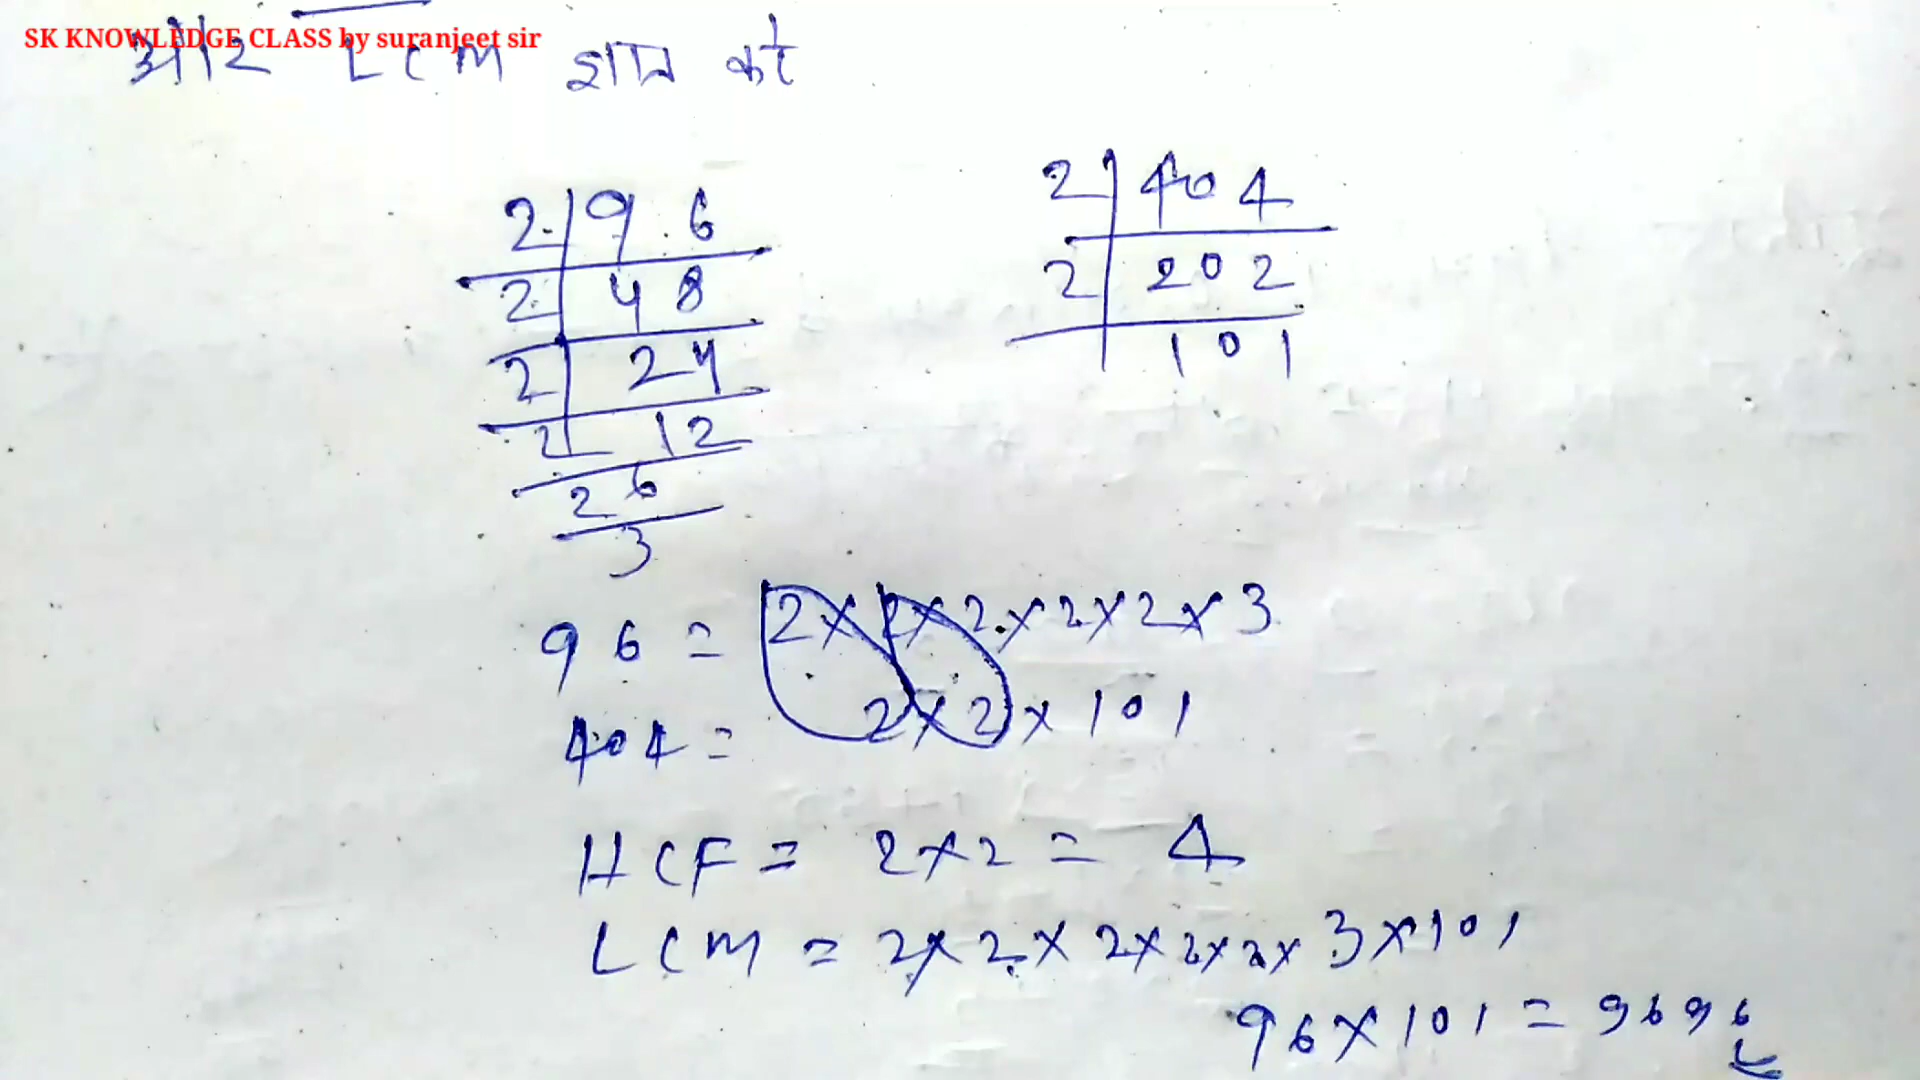 SK KNOWLEDGE CLASS by suranjeet sir
और LCM ज्ञात करें
2 96
2 48
2 24
2 12
2 6
3
2 404
2 202
101
96 = 2×2×2×2×2×3
404 = 2×2×101
HCF = 2×2 = 4
LCM = 2×2×2×2×2×3×101
96×101 = 9696